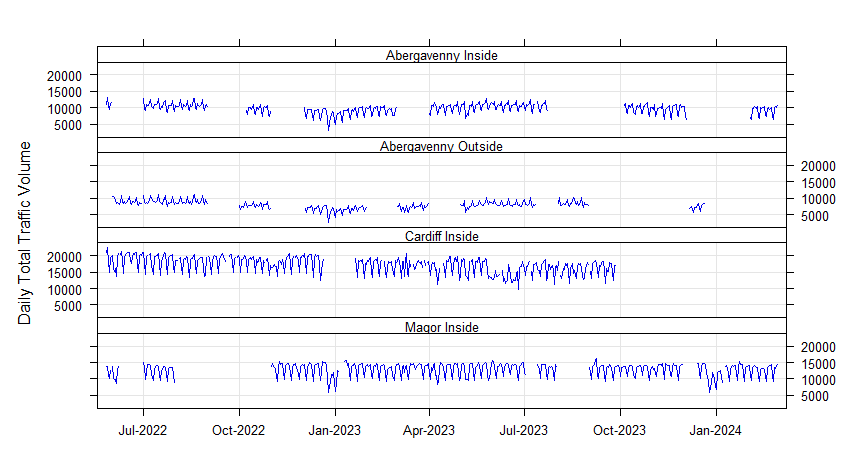 Abergavenny Inside
20000
15000
10000
5000
Abergavenny Outside
20000
15000
10000
5000
Cardiff Inside
20000
15000
10000
5000
Magor Inside
20000
15000
10000
5000
Daily Total Traffic Volume
Jul-2022 Oct-2022 Jan-2023 Apr-2023 Jul-2023 Oct-2023 Jan-2024